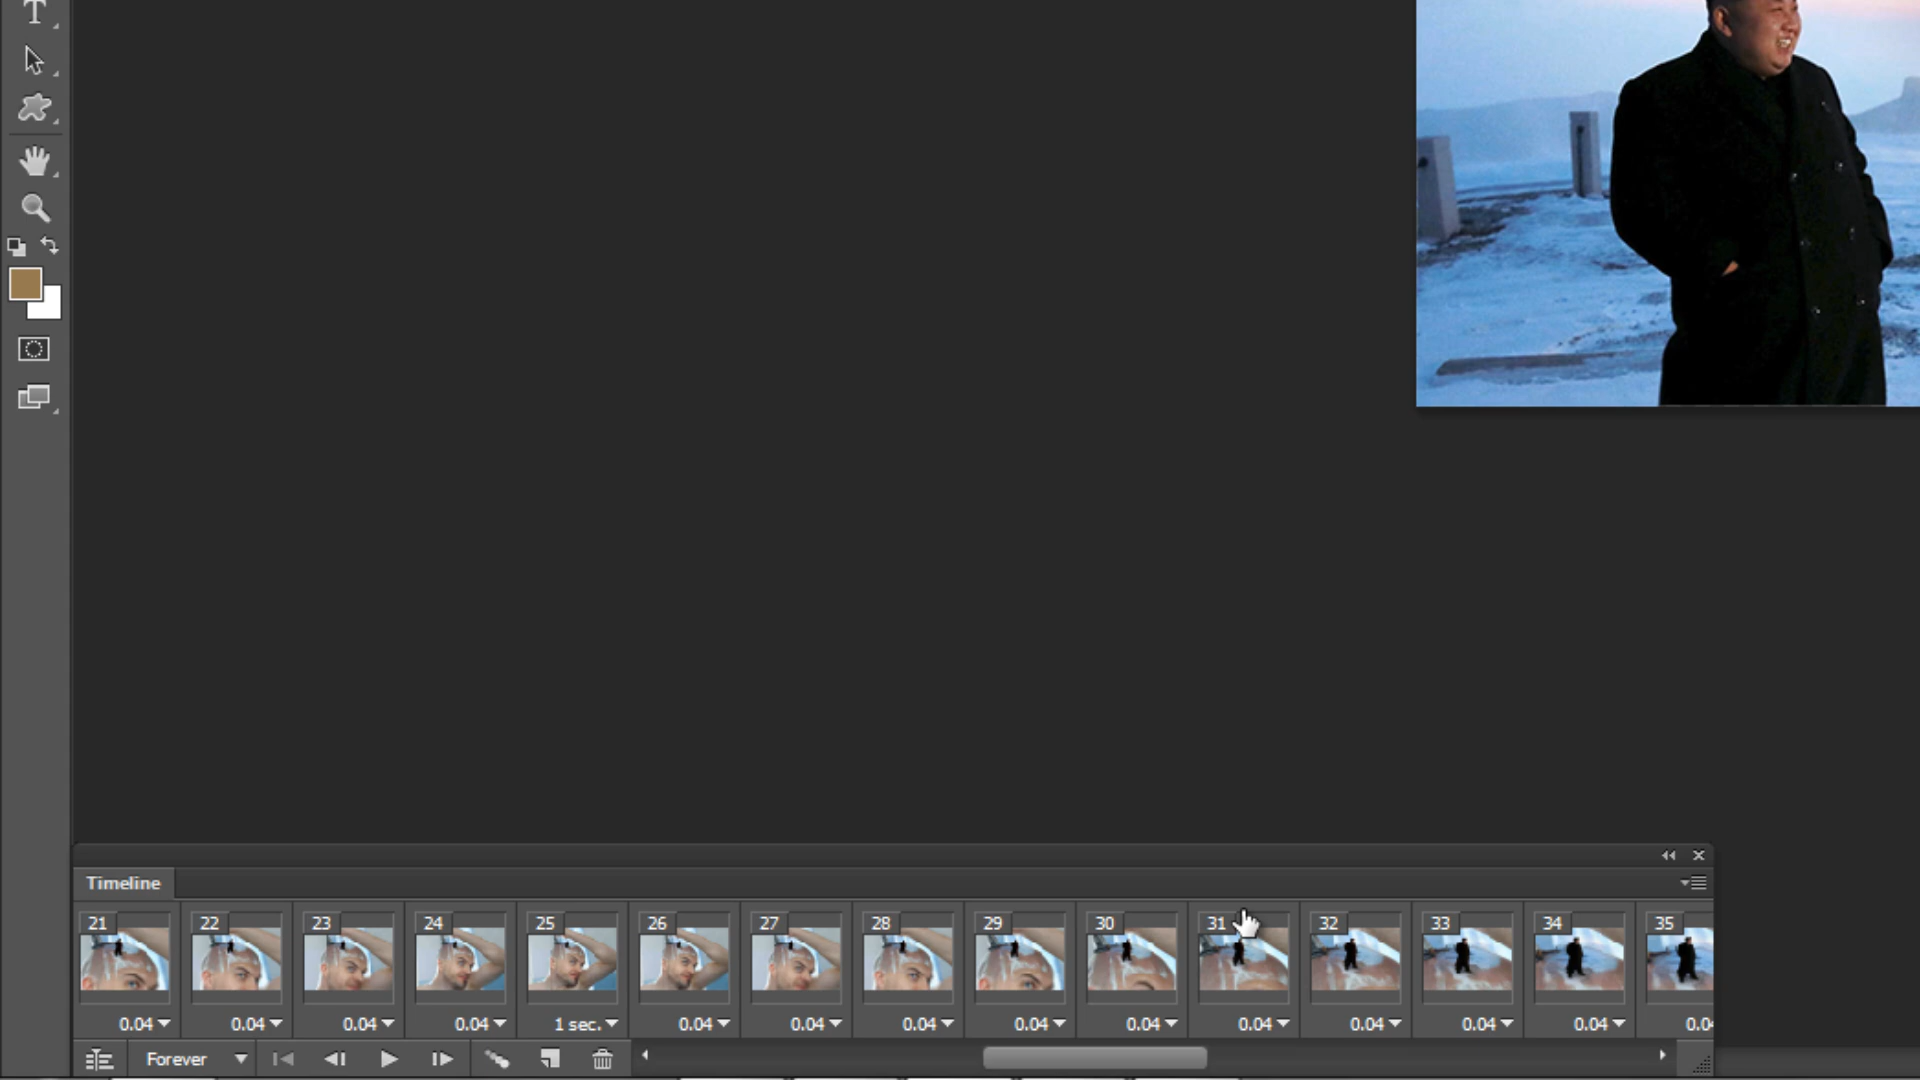 T
Timeline
21 22 23 24 25 26 27 28 29 30 31 32 33 34 35
0.04 0.04 0.04 0.04 1 sec. 0.04 0.04 0.04 0.04 0.04 0.04 0.04 0.04 0.04
Forever